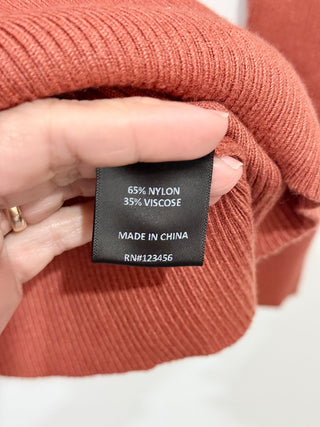 65% NYLON
35% VISCOSE
MADE IN CHINA
RN#123456